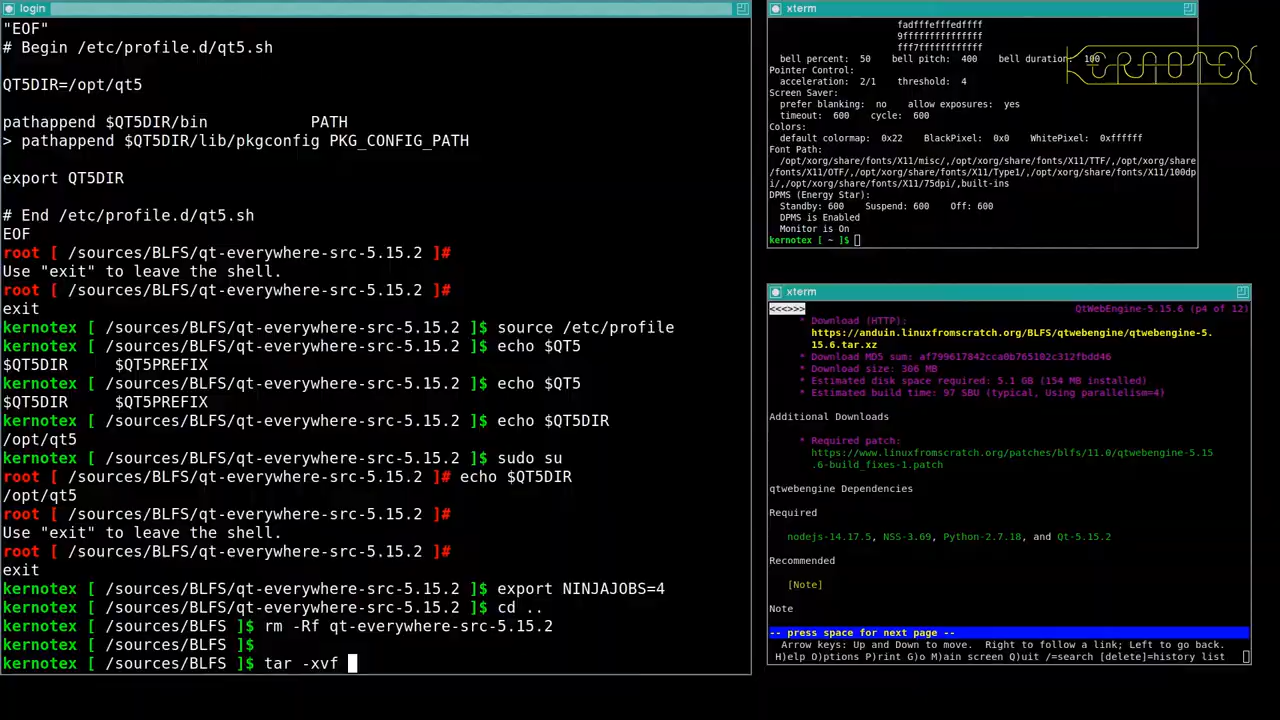 login
"EOF"
# Begin /etc/profile.d/qt5.sh
QT5DIR=/opt/qt5
pathappend $QT5DIR/bin           PATH
> pathappend $QT5DIR/lib/pkgconfig PKG_CONFIG_PATH
export QT5DIR
# End /etc/profile.d/qt5.sh
EOF
root [ /sources/BLFS/qt-everywhere-src-5.15.2 ]#
Use "exit" to leave the shell.
root [ /sources/BLFS/qt-everywhere-src-5.15.2 ]#
exit
kernotex [ /sources/BLFS/qt-everywhere-src-5.15.2 ]$ source /etc/profile
kernotex [ /sources/BLFS/qt-everywhere-src-5.15.2 ]$ echo $QT5
$QT5DIR     $QT5PREFIX
kernotex [ /sources/BLFS/qt-everywhere-src-5.15.2 ]$ echo $QT5
$QT5DIR     $QT5PREFIX
kernotex [ /sources/BLFS/qt-everywhere-src-5.15.2 ]$ echo $QT5DIR
/opt/qt5
kernotex [ /sources/BLFS/qt-everywhere-src-5.15.2 ]$ sudo su
root [ /sources/BLFS/qt-everywhere-src-5.15.2 ]# echo $QT5DIR
/opt/qt5
root [ /sources/BLFS/qt-everywhere-src-5.15.2 ]#
Use "exit" to leave the shell.
root [ /sources/BLFS/qt-everywhere-src-5.15.2 ]#
exit
kernotex [ /sources/BLFS/qt-everywhere-src-5.15.2 ]$ export NINJAJOBS=4
kernotex [ /sources/BLFS/qt-everywhere-src-5.15.2 ]$ cd ..
kernotex [ /sources/BLFS ]$ rm -Rf qt-everywhere-src-5.15.2
kernotex [ /sources/BLFS ]$
kernotex [ /sources/BLFS ]$ tar -xvf
xterm
fadfffefffedffff
9fffffffffffffff
fff7ffffffffffff
bell percent:  50    bell pitch:  400    bell duration:  100
Pointer Control:
acceleration:  2/1    threshold:  4
Screen Saver:
prefer blanking:  no    allow exposures:  yes
timeout:  600    cycle:  600
Colors:
default colormap:  0x22    BlackPixel:  0x0    WhitePixel:  0xffffff
Font Path:
/opt/xorg/share/fonts/X11/misc/,/opt/xorg/share/fonts/X11/TTF/,/opt/xorg/share
/fonts/X11/OTF/,/opt/xorg/share/fonts/X11/Type1/,/opt/xorg/share/fonts/X11/100dp
i/,/opt/xorg/share/fonts/X11/75dpi/,built-ins
DPMS (Energy Star):
Standby: 600    Suspend: 600    Off: 600
DPMS is Enabled
Monitor is On
kernotex [ ~ ]$
KERNOTEX
xterm
<<<>>>                QtWebEngine-5.15.6 (p4 of 12)
* Download (HTTP):
https://anduin.linuxfromscratch.org/BLFS/qtwebengine/qtwebengine-5.
15.6.tar.xz
* Download MD5 sum: af799617842cca0b765102c312fbdd46
* Download size: 306 MB
* Estimated disk space required: 5.1 GB (154 MB installed)
* Estimated build time: 97 SBU (typical, Using parallelism=4)
Additional Downloads
* Required patch:
https://www.linuxfromscratch.org/patches/blfs/11.0/qtwebengine-5.15
.6-build_fixes-1.patch
qtwebengine Dependencies
Required
nodejs-14.17.5, NSS-3.69, Python-2.7.18, and Qt-5.15.2
Recommended
[Note]
Note
-- press space for next page --
Arrow keys: Up and Down to move.  Right to follow a link; Left to go back.
H)elp O)ptions P)rint G)o M)ain screen Q)uit /=search [delete]=history list